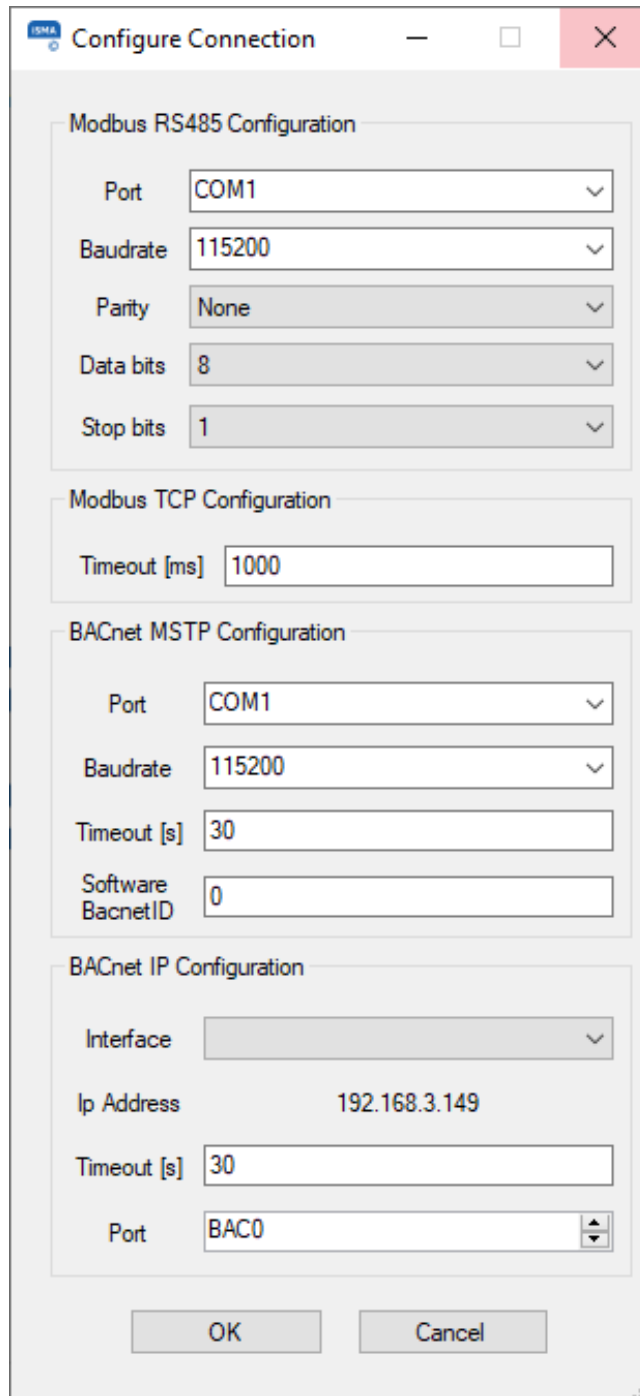 iSMA Configure Connection
Modbus RS485 Configuration
Port COM1
Baudrate 115200
Parity None
Data bits 8
Stop bits 1
Modbus TCP Configuration
Timeout [ms] 1000
BACnet MSTP Configuration
Port COM1
Baudrate 115200
Timeout [s] 30
Software
BacnetID 0
BACnet IP Configuration
Interface
Ip Address 192.168.3.149
Timeout [s] 30
Port BAC0
OK Cancel